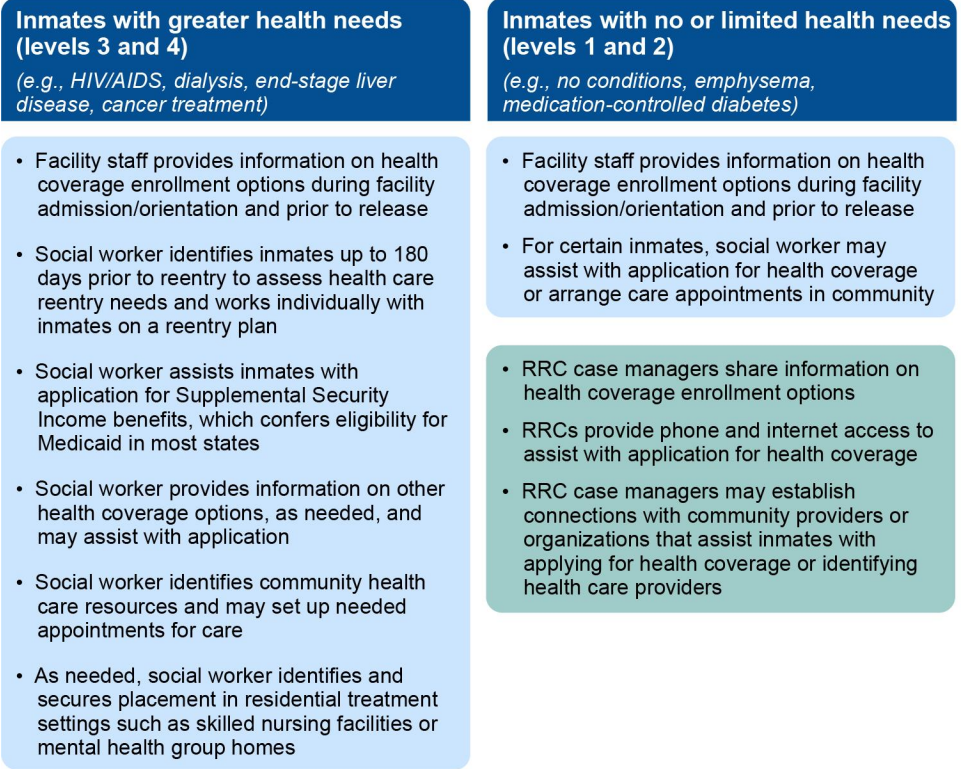 Inmates with greater health needs
(levels 3 and 4)
(e.g., HIV/AIDS, dialysis, end-stage liver
disease, cancer treatment)
• Facility staff provides information on health
coverage enrollment options during facility
admission/orientation and prior to release
• Social worker identifies inmates up to 180
days prior to reentry to assess health care
reentry needs and works individually with
inmates on a reentry plan
• Social worker assists inmates with
application for Supplemental Security
Income benefits, which confers eligibility for
Medicaid in most states
• Social worker provides information on other
health coverage options, as needed, and
may assist with application
• Social worker identifies community health
care resources and may set up needed
appointments for care
• As needed, social worker identifies and
secures placement in residential treatment
settings such as skilled nursing facilities or
mental health group homes
Inmates with no or limited health needs
(levels 1 and 2)
(e.g., no conditions, emphysema,
medication-controlled diabetes)
• Facility staff provides information on health
coverage enrollment options during facility
admission/orientation and prior to release
• For certain inmates, social worker may
assist with application for health coverage
or arrange care appointments in community
• RRC case managers share information on
health coverage enrollment options
• RRCs provide phone and internet access to
assist with application for health coverage
• RRC case managers may establish
connections with community providers or
organizations that assist inmates with
applying for health coverage or identifying
health care providers